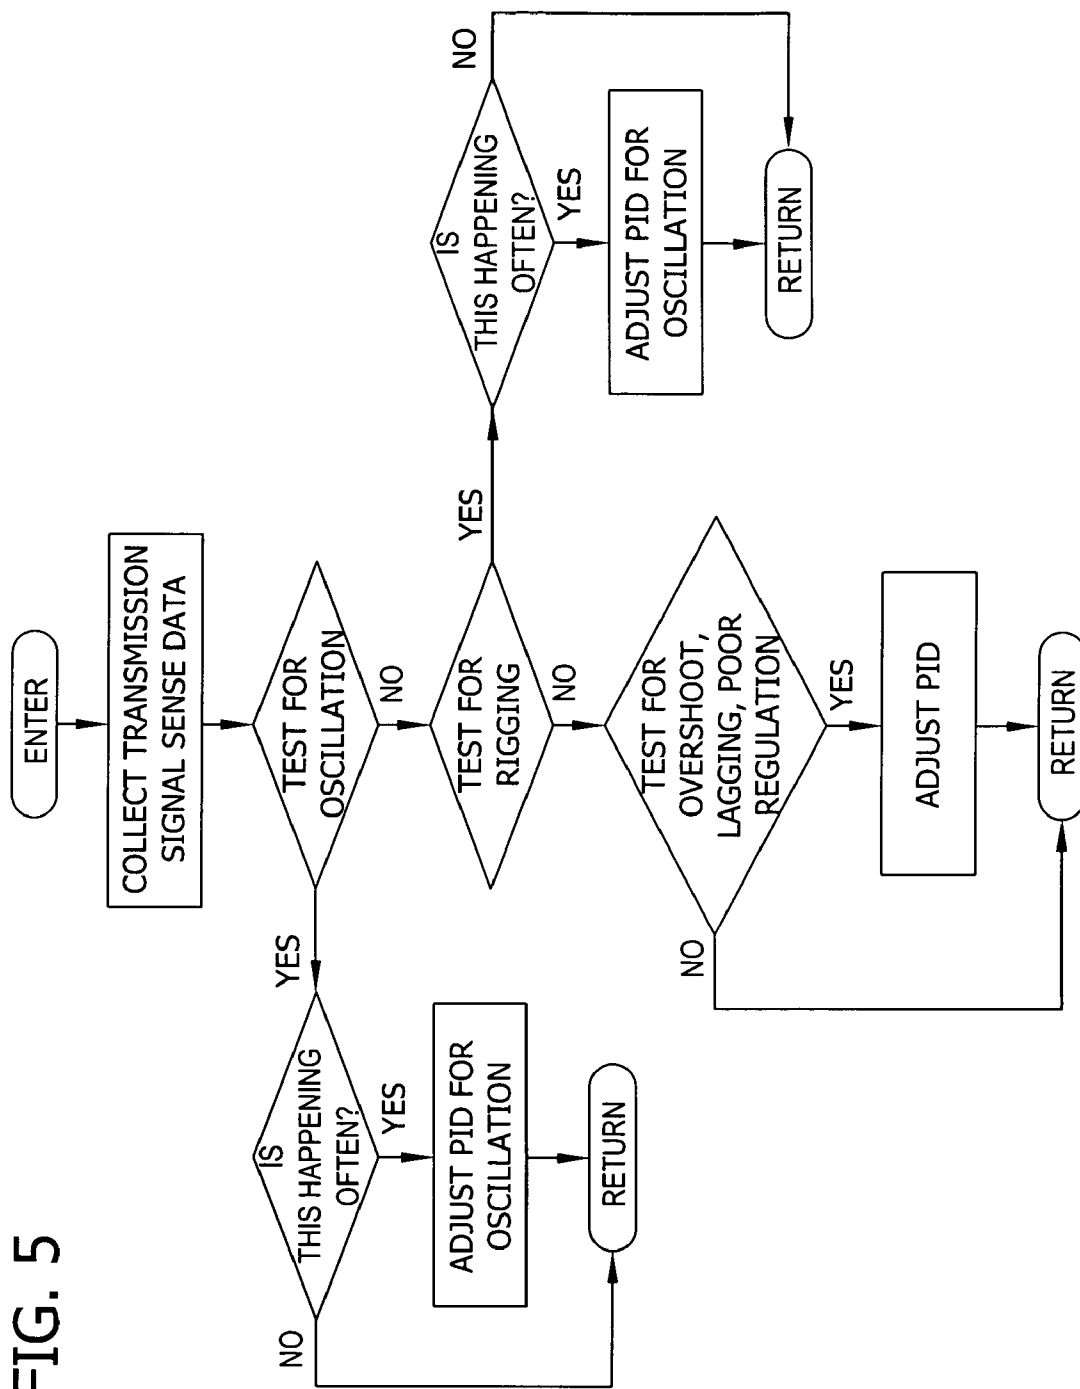 FIG. 5
ENTER
COLLECT TRANSMISSION
SIGNAL SENSE DATA
TEST FOR
OSCILLATION
YES
NO
IS
THIS HAPPENING
OFTEN?
NO
YES
ADJUST PID FOR
OSCILLATION
RETURN
TEST FOR
RIGGING
YES
NO
IS
THIS HAPPENING
OFTEN?
NO
YES
ADJUST PID FOR
OSCILLATION
RETURN
TEST FOR
OVERSHOOT,
LAGGING, POOR
REGULATION
NO
YES
ADJUST PID
RETURN